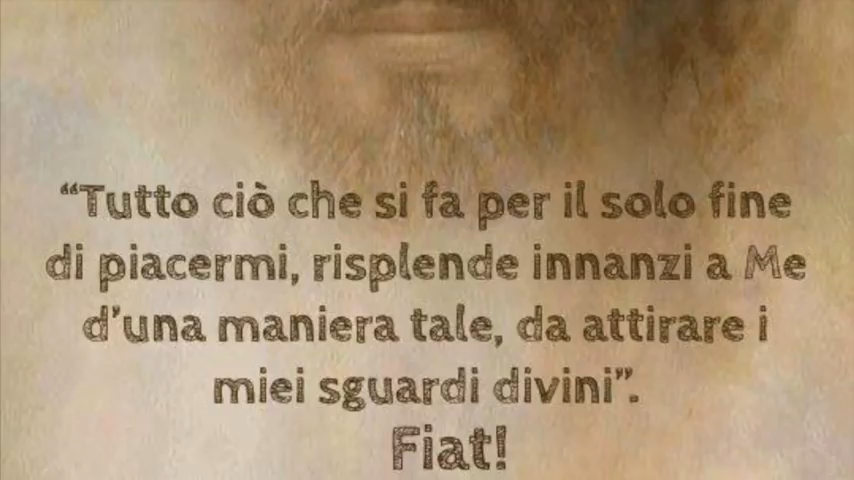 “Tutto ciò che si fa per il solo fine
di piacermi, risplende innanzi a Me
d’una maniera tale, da attirare i
miei sguardi divini”.
Fiat!